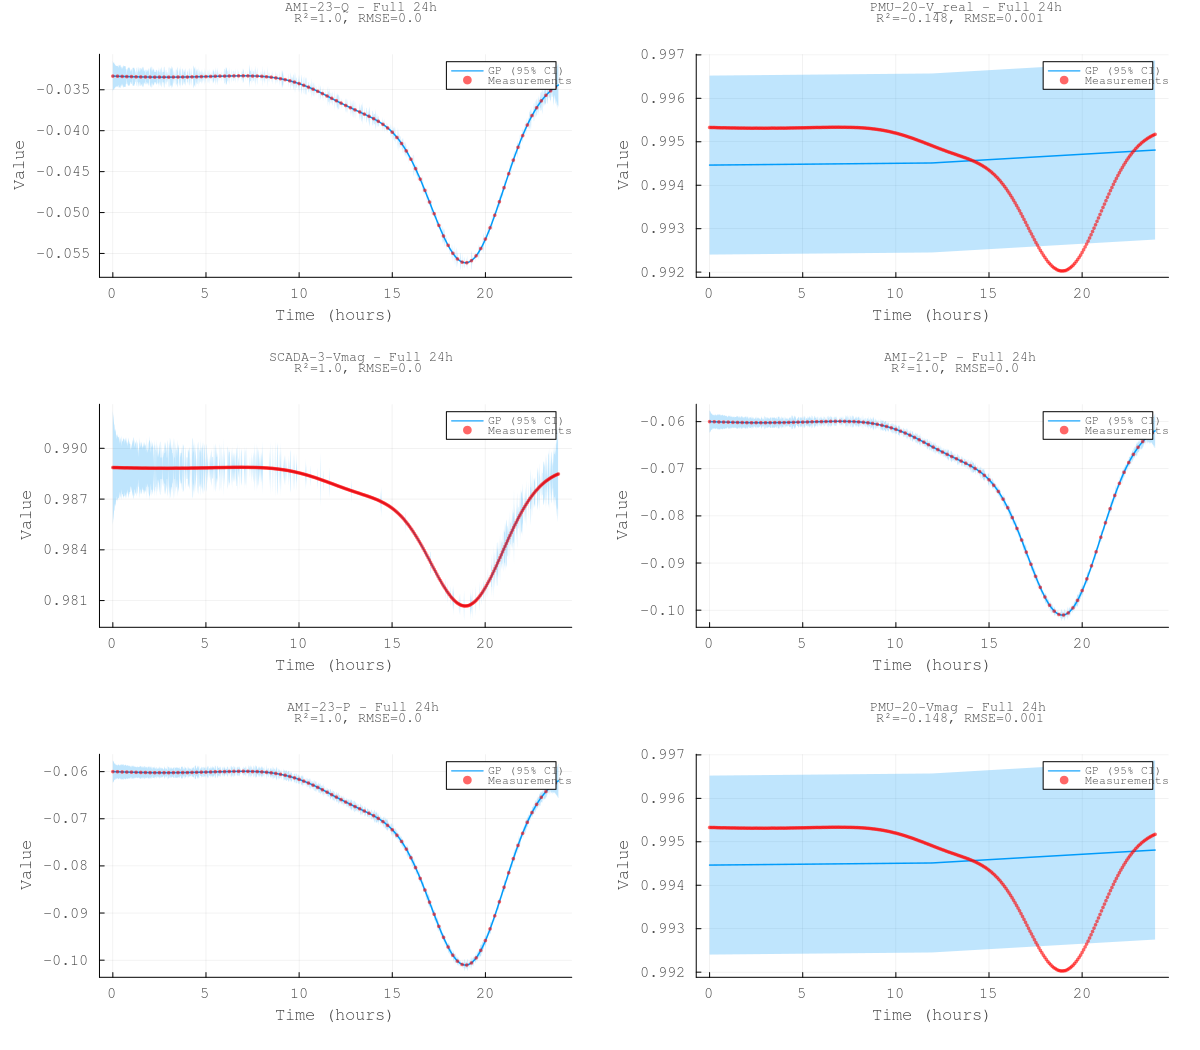 AMI-23-Q - Full 24h
R²=1.0, RMSE=0.0
Value
-0.035
-0.040
-0.045
-0.050
-0.055
GP (95% CI)
Measurements
0 5 10 15 20
Time (hours)
PMU-20-V_real - Full 24h
R²=-0.148, RMSE=0.001
Value
0.997
0.996
0.995
0.994
0.993
0.992
GP (95% CI)
Measurements
0 5 10 15 20
Time (hours)
SCADA-3-Vmag - Full 24h
R²=1.0, RMSE=0.0
Value
0.990
0.987
0.984
0.981
GP (95% CI)
Measurements
0 5 10 15 20
Time (hours)
AMI-21-P - Full 24h
R²=1.0, RMSE=0.0
Value
-0.06
-0.07
-0.08
-0.09
-0.10
GP (95% CI)
Measurements
0 5 10 15 20
Time (hours)
AMI-23-P - Full 24h
R²=1.0, RMSE=0.0
Value
-0.06
-0.07
-0.08
-0.09
-0.10
GP (95% CI)
Measurements
0 5 10 15 20
Time (hours)
PMU-20-Vmag - Full 24h
R²=-0.148, RMSE=0.001
Value
0.997
0.996
0.995
0.994
0.993
0.992
GP (95% CI)
Measurements
0 5 10 15 20
Time (hours)